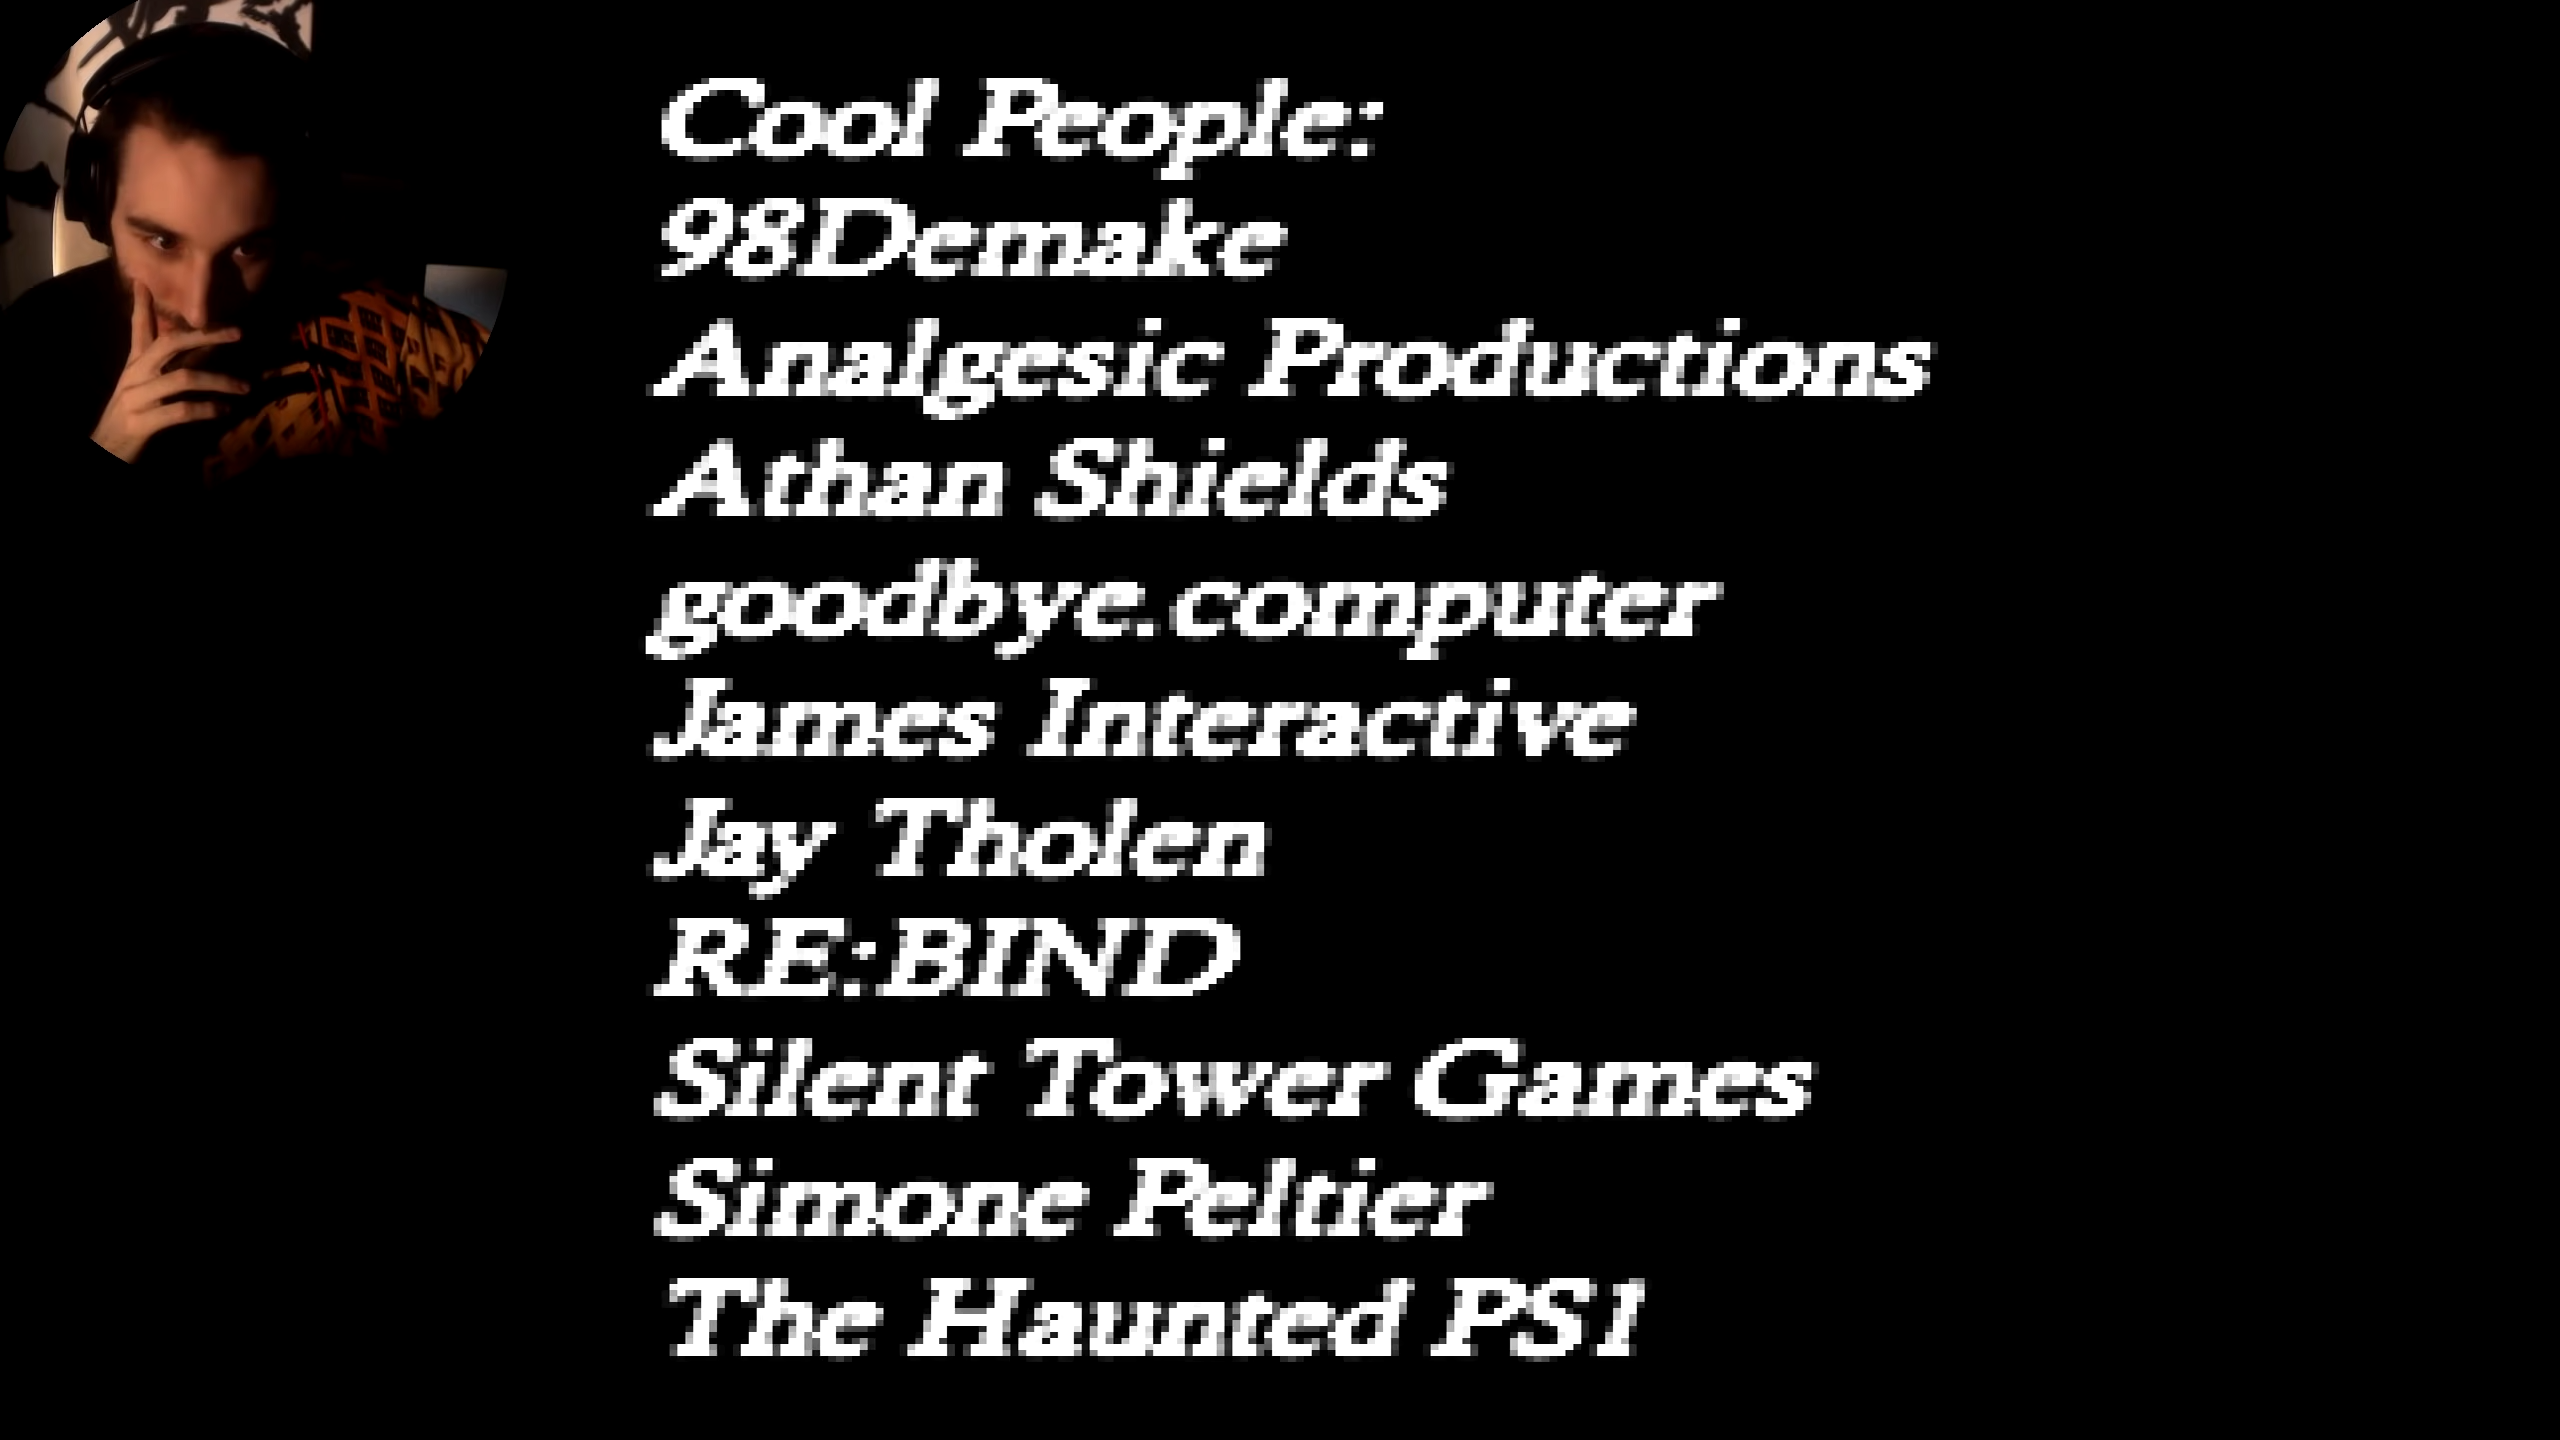 Cool People:
98Demake
Analgesic Productions
Athan Shields
goodbye.computer
James Interactive
Jay Tholen
RE:BIND
Silent Tower Games
Simone Peltier
The Haunted PS1